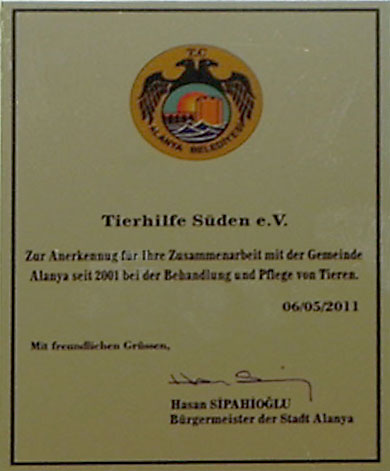 T.C
ALANYA BELEDİYESİ
Tierhilfe Süden e.V.
Zur Anerkennug für Ihre Zusammenarbeit mit der Gemeinde
Alanya seit 2001 bei der Behandlung und Pflege von Tieren.
06/05/2011
Mit freundlichen Grüssen,
Hasan SİPAHİOĞLU
Bürgermeister der Stadt Alanya